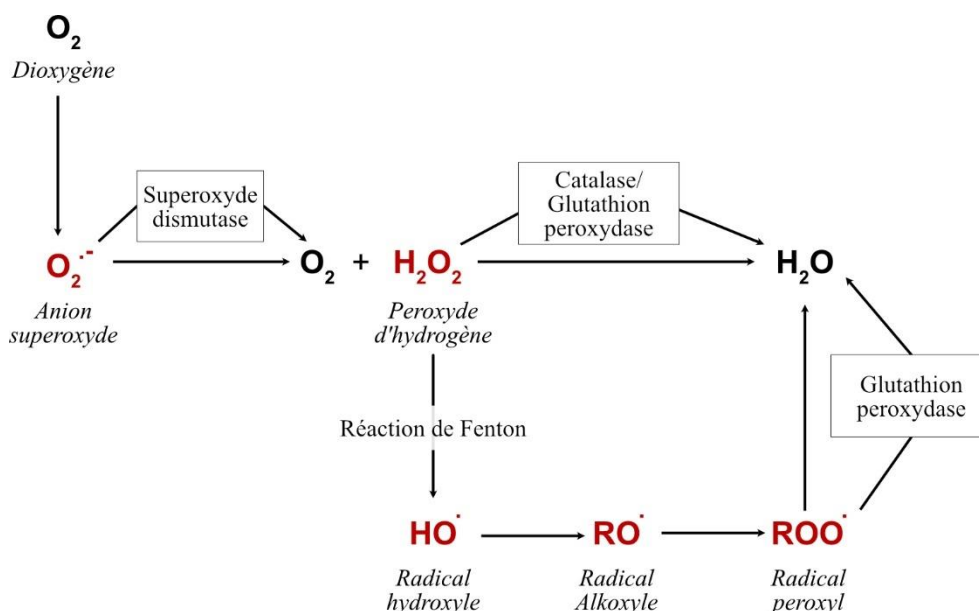 O₂
Dioxygène
Superoxyde
dismutase
Catalase/
Glutathion
peroxydase
O₂·-
O₂ + H₂O₂
H₂O
Anion
superoxyde
Peroxyde
d'hydrogène
Glutathion
peroxydase
Réaction de Fenton
HO·
RO·
ROO·
Radical
hydroxyle
Radical
Alkoxyle
Radical
peroxyl